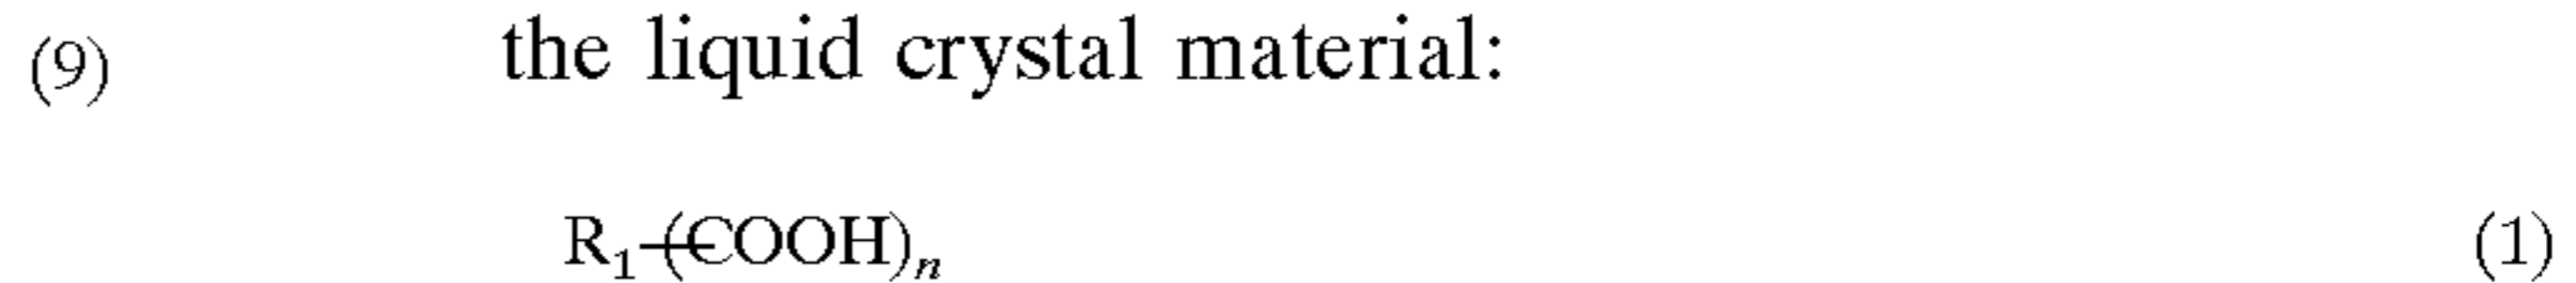 (9) the liquid crystal material:
R₁—(COOH)ₙ (1)